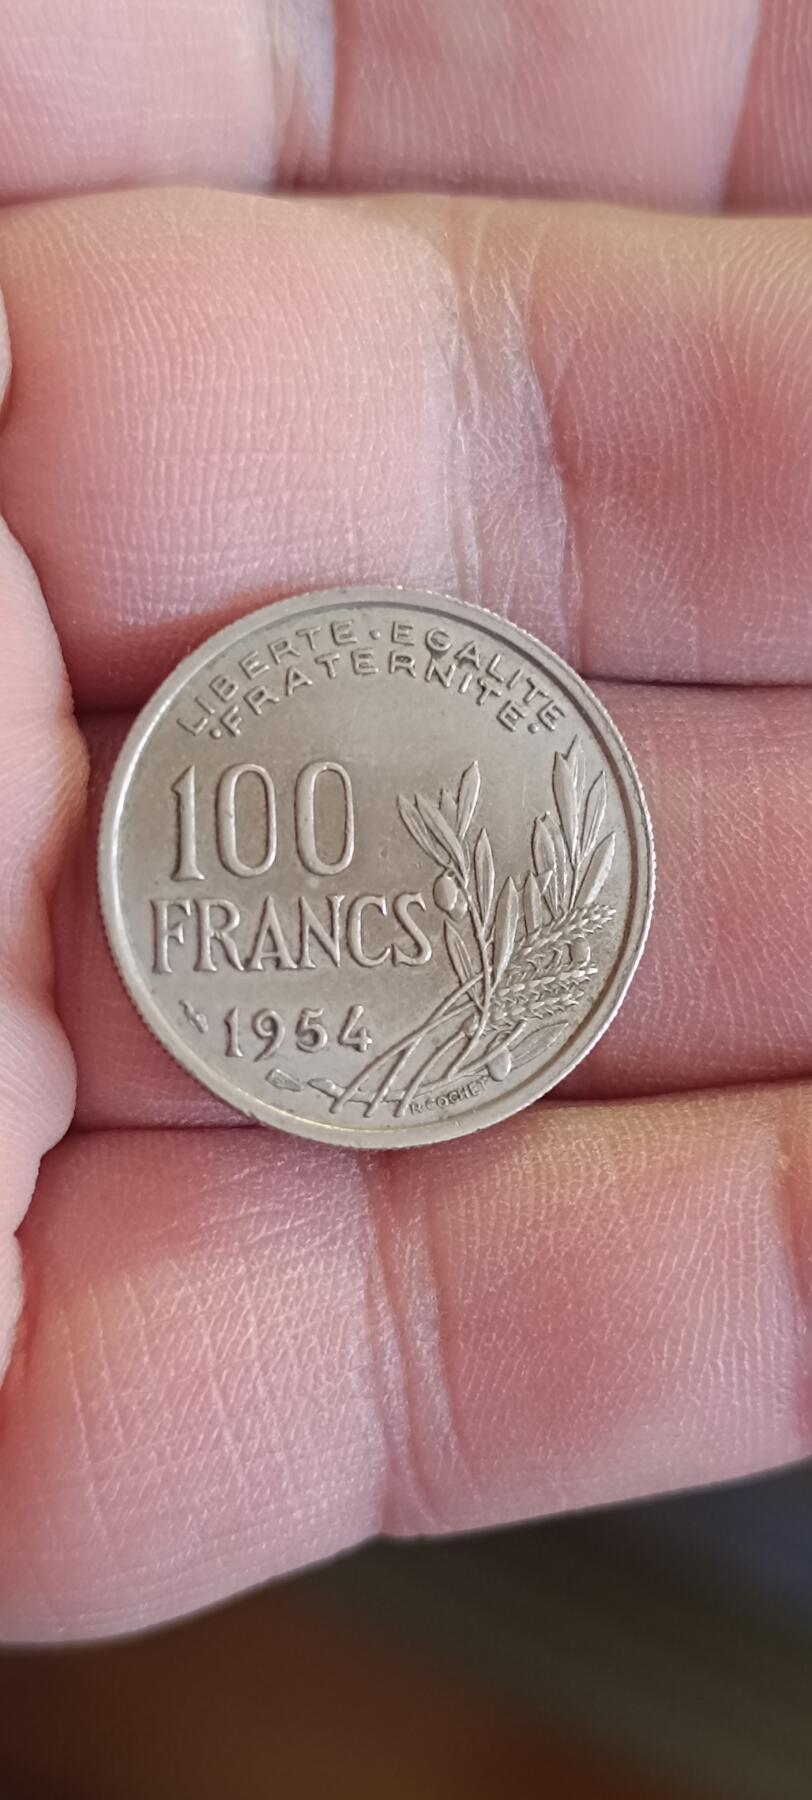 LIBERTE · EGALITE
· FRATERNITE ·
100
FRANCS
1954
R. COCHET